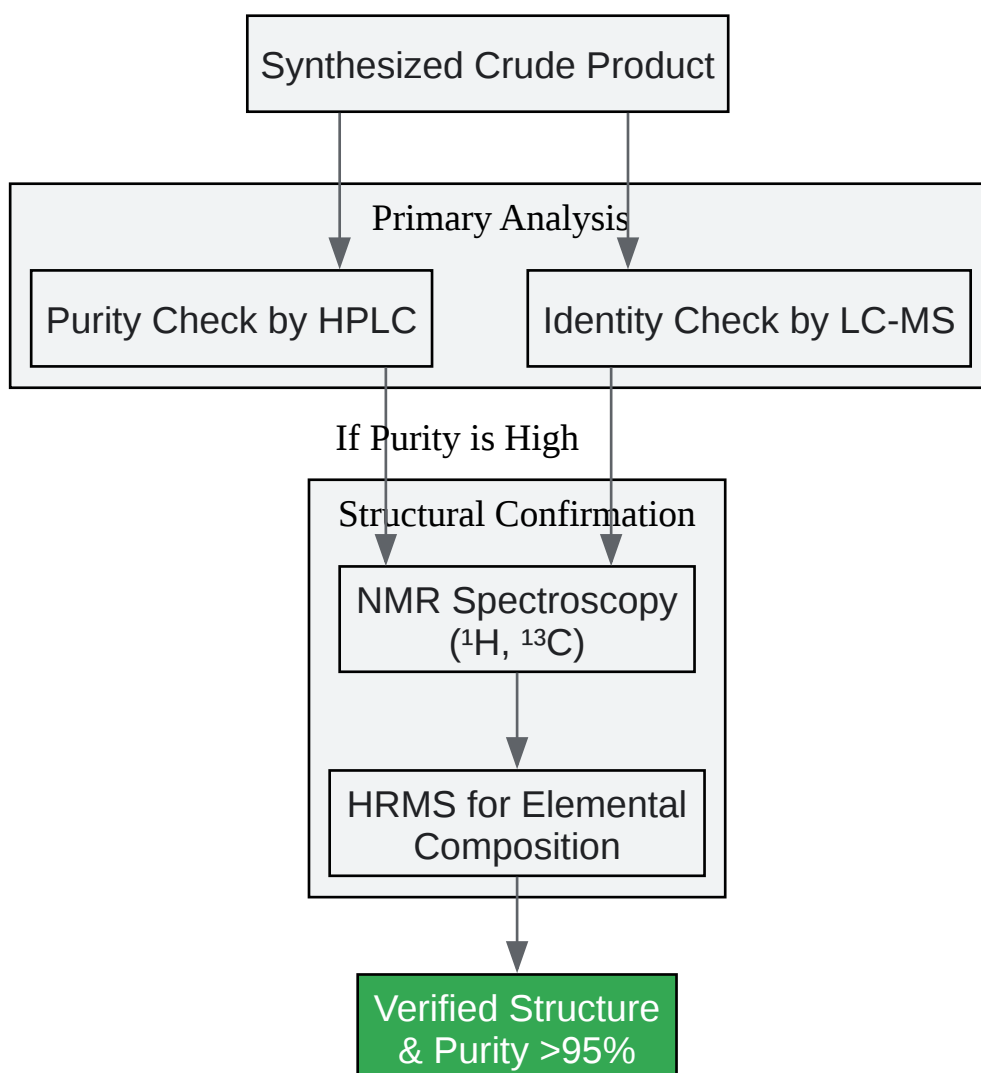 Synthesized Crude Product
Primary Analysis
Purity Check by HPLC
Identity Check by LC-MS
If Purity is High
Structural Confirmation
NMR Spectroscopy
(¹H, ¹³C)
HRMS for Elemental
Composition
Verified Structure
& Purity >95%